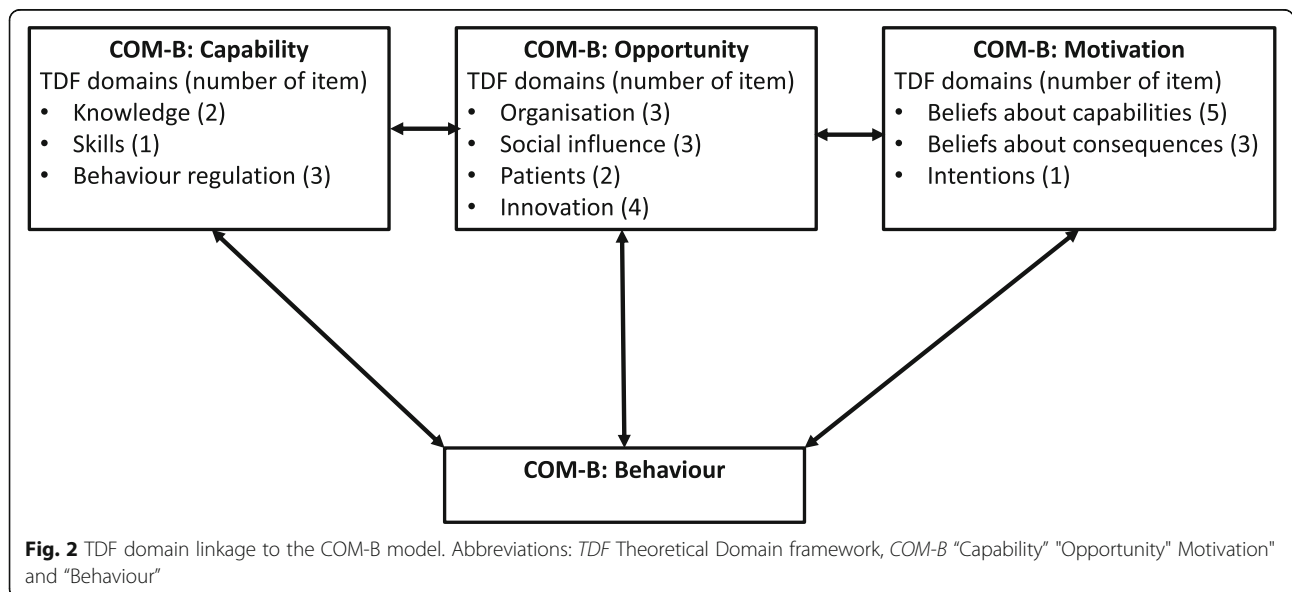 COM-B: Capability
TDF domains (number of item)
• Knowledge (2)
• Skills (1)
• Behaviour regulation (3)
COM-B: Opportunity
TDF domains (number of item)
• Organisation (3)
• Social influence (3)
• Patients (2)
• Innovation (4)
COM-B: Motivation
TDF domains (number of item)
• Beliefs about capabilities (5)
• Beliefs about consequences (3)
• Intentions (1)
COM-B: Behaviour
Fig. 2 TDF domain linkage to the COM-B model. Abbreviations: TDF Theoretical Domain framework, COM-B “Capability” "Opportunity" Motivation"
and “Behaviour”